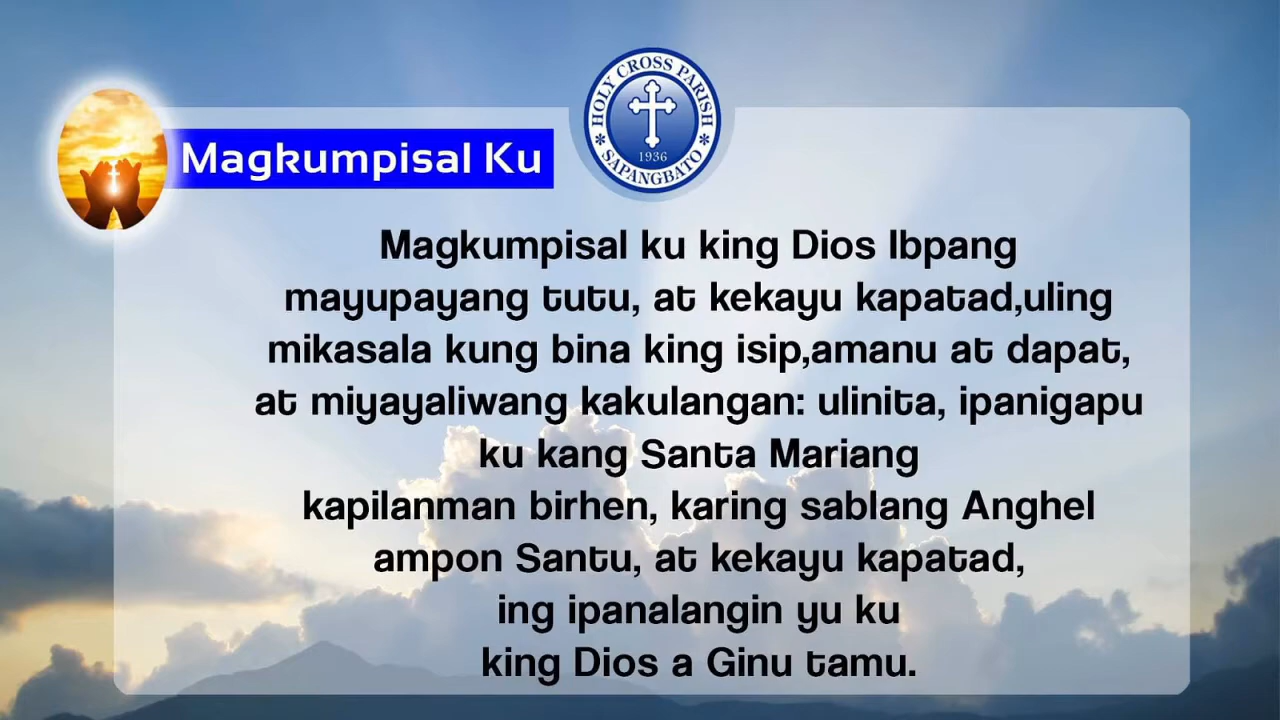 HOLY CROSS PARISH
1936
SAPANGBATO
Magkumpisal Ku
Magkumpisal ku king Dios Ibpang
mayupayang tutu, at kekayu kapatad,uling
mikasala kung bina king isip,amanu at dapat,
at miyayaliwang kakulangan: ulinita, ipanigapu
ku kang Santa Mariang
kapilanman birhen, karing sablang Anghel
ampon Santu, at kekayu kapatad,
ing ipanalangin yu ku
king Dios a Ginu tamu.